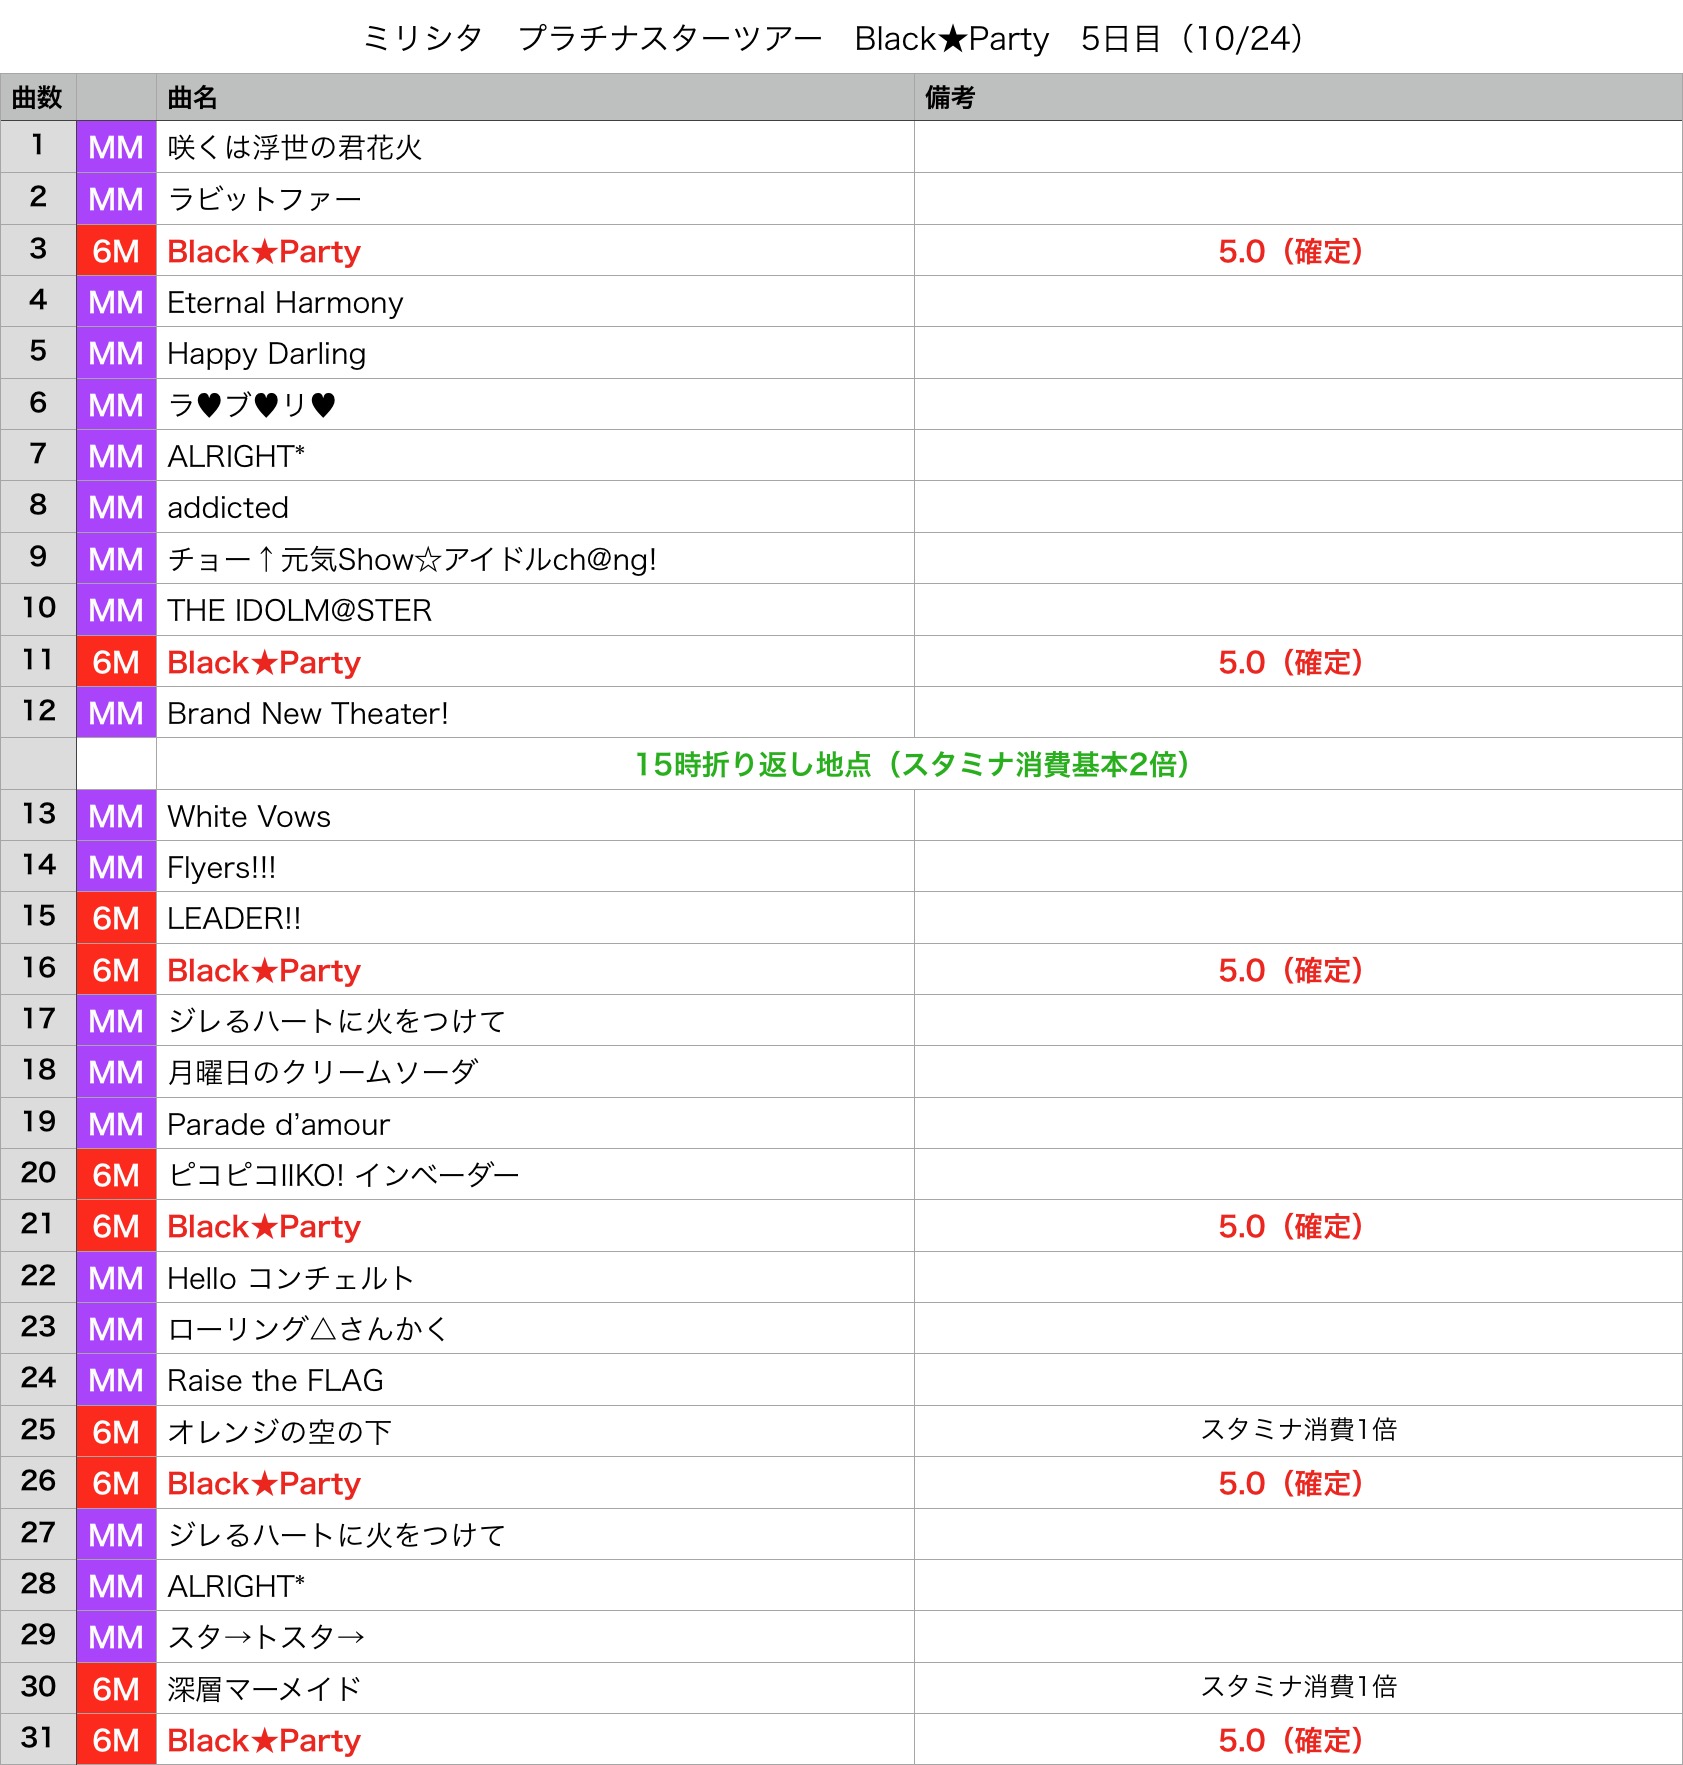 ミリシタ　プラチナスターツアー　Black★Party　5日目（10/24）
曲数 曲名 備考
1 MM 咲くは浮世の君花火
2 MM ラビットファー
3 6M Black★Party 5.0（確定）
4 MM Eternal Harmony
5 MM Happy Darling
6 MM ラ♥ブ♥リ♥
7 MM ALRIGHT*
8 MM addicted
9 MM チョー↑元気Show☆アイドルch@ng!
10 MM THE IDOLM@STER
11 6M Black★Party 5.0（確定）
12 MM Brand New Theater!
15時折り返し地点（スタミナ消費基本2倍）
13 MM White Vows
14 MM Flyers!!!
15 6M LEADER!!
16 6M Black★Party 5.0（確定）
17 MM ジレるハートに火をつけて
18 MM 月曜日のクリームソーダ
19 MM Parade d’amour
20 6M ピコピコIIKO! インベーダー
21 6M Black★Party 5.0（確定）
22 MM Hello コンチェルト
23 MM ローリング△さんかく
24 MM Raise the FLAG
25 6M オレンジの空の下 スタミナ消費1倍
26 6M Black★Party 5.0（確定）
27 MM ジレるハートに火をつけて
28 MM ALRIGHT*
29 MM スタ→トスタ→
30 6M 深層マーメイド スタミナ消費1倍
31 6M Black★Party 5.0（確定）